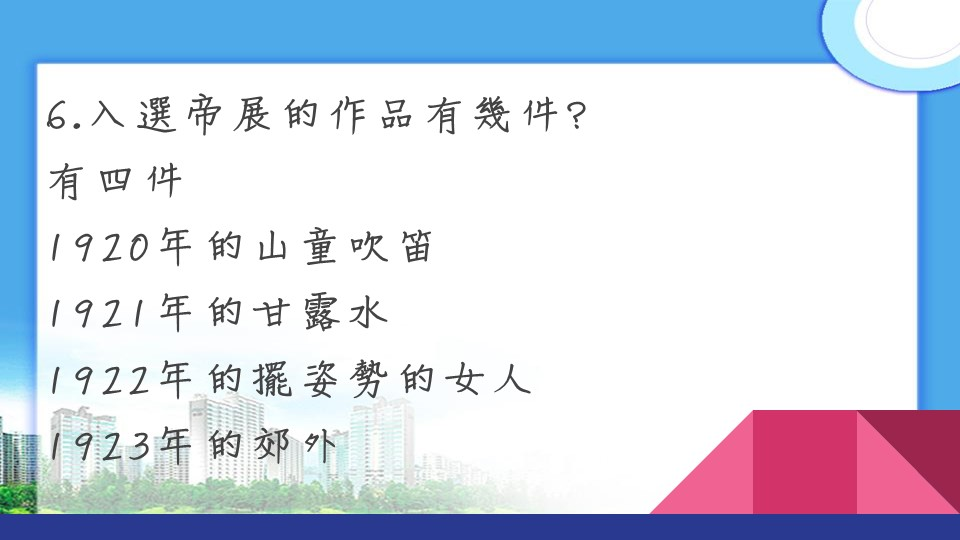 6.入選帝展的作品有幾件?
有四件
1920年的山童吹笛
1921年的甘露水
1922年的擺姿勢的女人
1923年的郊外